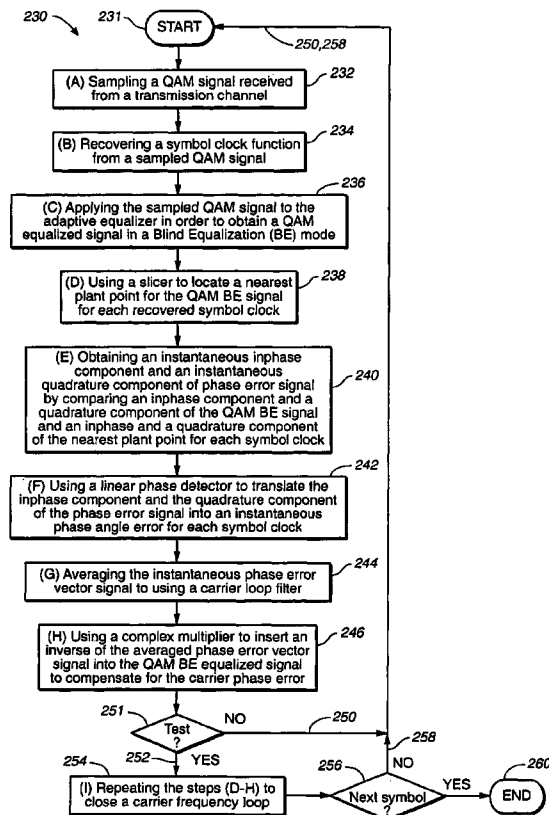 230
231
START
250,258
(A) Sampling a QAM signal received
from a transmission channel
232
(B) Recovering a symbol clock function
from a sampled QAM signal
234
236
(C) Applying the sampled QAM signal to the
adaptive equalizer in order to obtain a QAM
equalized signal in a Blind Equalization (BE) mode
(D) Using a slicer to locate a nearest
plant point for the QAM BE signal
for each recovered symbol clock
238
(E) Obtaining an instantaneous inphase
component and an instantaneous
quadrature component of phase error signal
by comparing an inphase component and a
quadrature component of the QAM BE signal
and an inphase and a quadrature component
of the nearest plant point for each symbol clock
240
242
(F) Using a linear phase detector to translate the
inphase component and the quadrature component
of the phase error signal into an instantaneous
phase angle error for each symbol clock
(G) Averaging the instantaneous phase error
vector signal to using a carrier loop filter
244
(H) Using a complex multiplier to insert an
inverse of the averaged phase error vector
signal into the QAM BE equalized signal
to compensate for the carrier phase error
246
251
Test
?
NO
250
252
YES
254
(I) Repeating the steps (D-H) to
close a carrier frequency loop
256
258
NO
Next symbol
?
YES
260
END